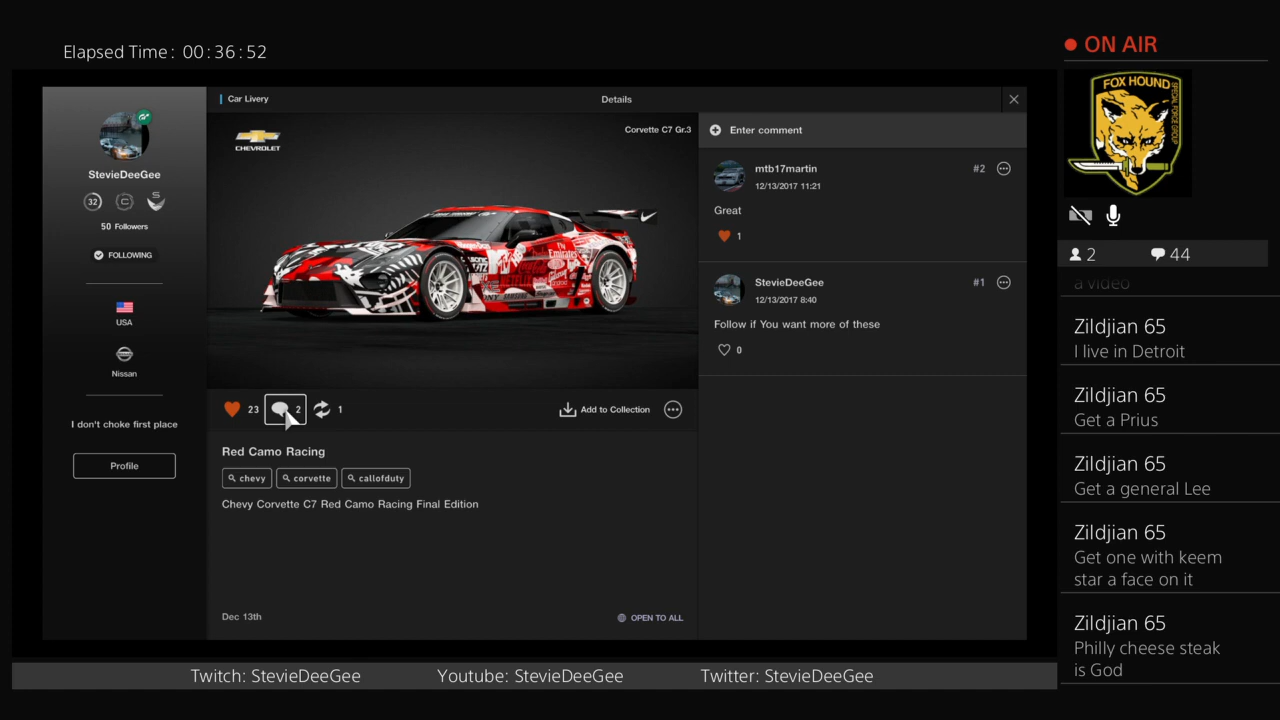 Elapsed Time: 00:36:52
ON AIR
FOX HOUND
SPECIAL FORCE GROUP
Car Livery
Details
StevieDeeGee
32
C
S
50 Followers
FOLLOWING
USA
Nissan
I don't choke first place
Profile
CHEVROLET
Corvette C7 Gr.3
Fly
Emirates
23
2
1
Add to Collection
Red Camo Racing
chevy
corvette
callofduty
Chevy Corvette C7 Red Camo Racing Final Edition
Dec 13th
OPEN TO ALL
Enter comment
mtb17martin
#2
12/13/2017 11:21
Great
1
StevieDeeGee
#1
12/13/2017 8:40
Follow if You want more of these
0
2
44
a video
Zildjian 65
I live in Detroit
Zildjian 65
Get a Prius
Zildjian 65
Get a general Lee
Zildjian 65
Get one with keem
star a face on it
Zildjian 65
Philly cheese steak
is God
Twitch: StevieDeeGee
Youtube: StevieDeeGee
Twitter: StevieDeeGee